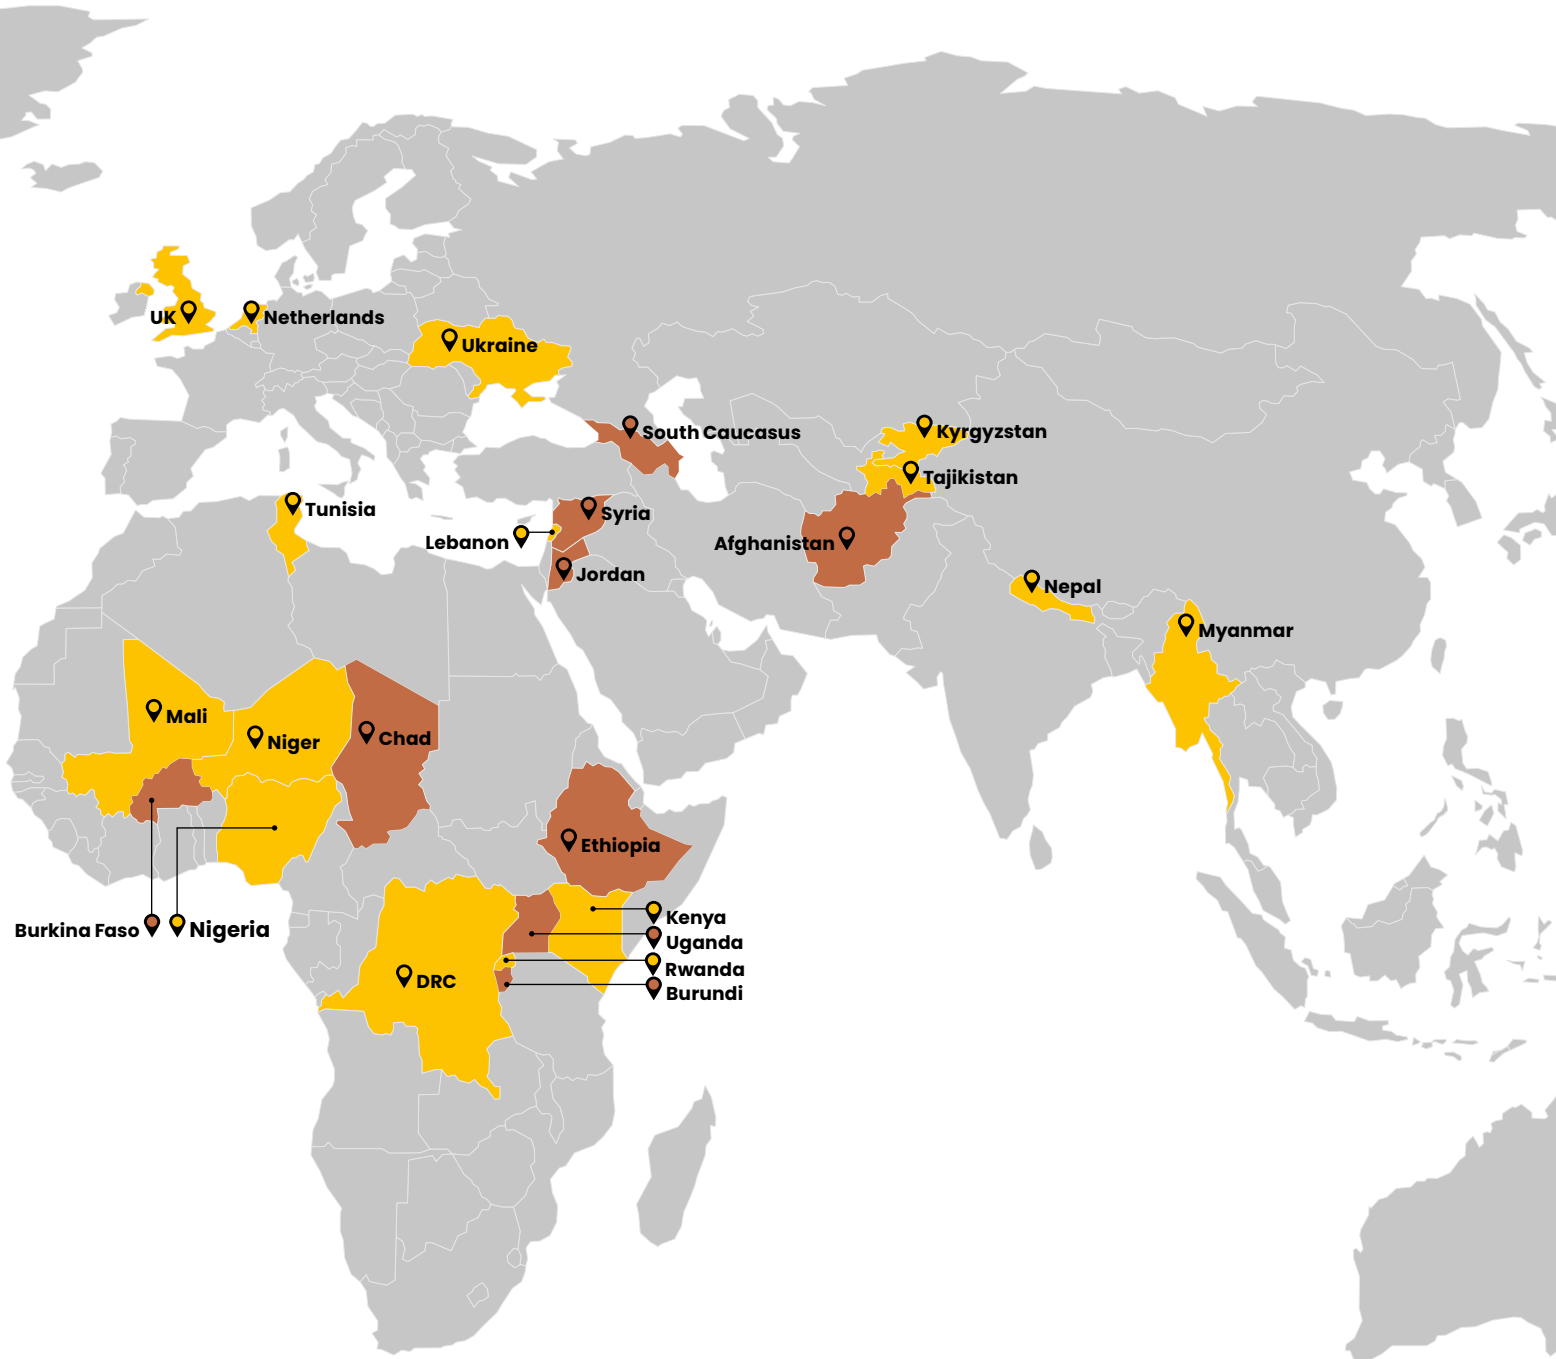 UK
Netherlands
Ukraine
South Caucasus
Kyrgyzstan
Tajikistan
Tunisia
Syria
Lebanon
Afghanistan
Jordan
Nepal
Myanmar
Mali
Niger
Chad
Ethiopia
Burkina Faso
Nigeria
Kenya
Uganda
Rwanda
Burundi
DRC